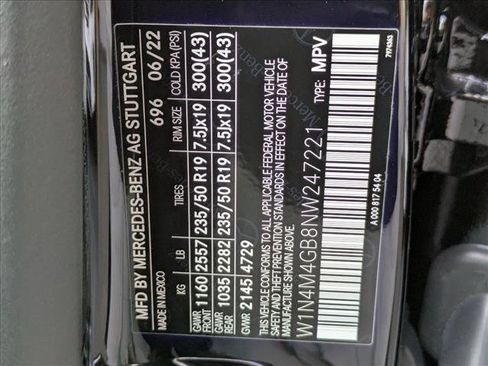 MFD BY MERCEDES-BENZ AG STUTTGART
MADE IN MEXICO 696 06/22
KG LB TIRES RIM SIZE COLD KPA(PSI)
GAWR FRONT 1160 2557 235/50 R19 7.5Jx19 300(43)
GAWR REAR 1035 2282 235/50 R19 7.5Jx19 300(43)
GVWR 2145 4729
THIS VEHICLE CONFORMS TO ALL APPLICABLE FEDERAL MOTOR VEHICLE
SAFETY AND THEFT PREVENTION STANDARDS IN EFFECT ON THE DATE OF
MANUFACTURE SHOWN ABOVE.
W1N4M4GB8NW247221 TYPE: MPV
A 000 817 54 04